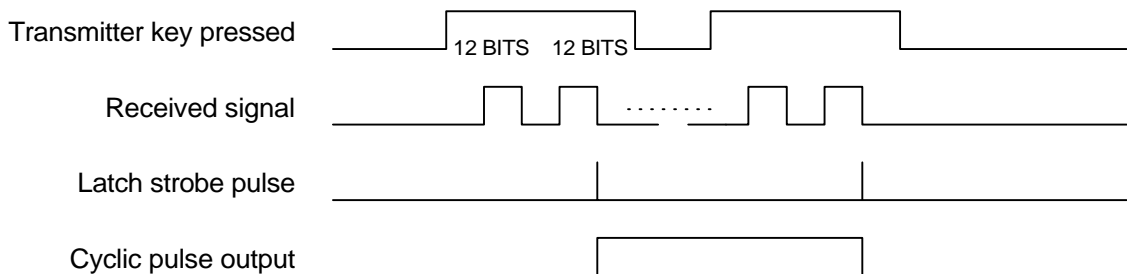 Transmitter key pressed
12 BITS 12 BITS
Received signal
Latch strobe pulse
Cyclic pulse output